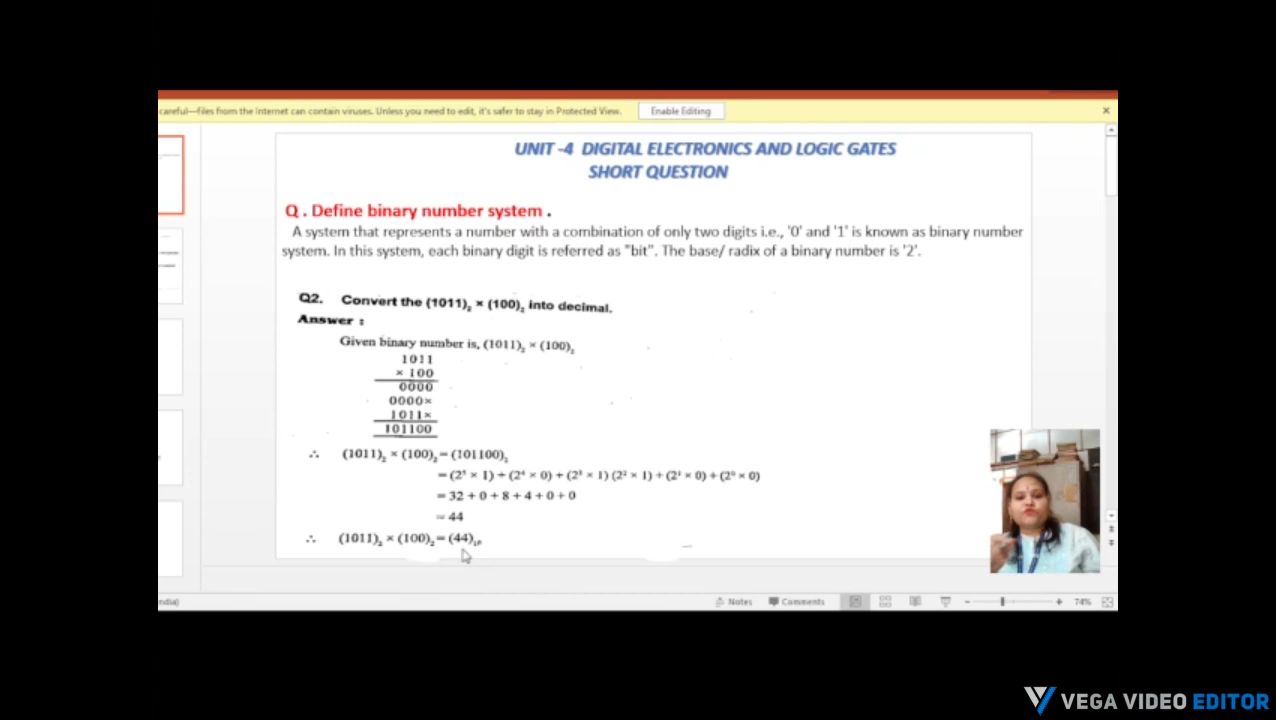 careful—files from the Internet can contain viruses. Unless you need to edit, it's safer to stay in Protected View. Enable Editing
UNIT -4 DIGITAL ELECTRONICS AND LOGIC GATES
SHORT QUESTION
Q . Define binary number system .
A system that represents a number with a combination of only two digits i.e., '0' and '1' is known as binary number
system. In this system, each binary digit is referred as "bit". The base/ radix of a binary number is '2'.
Q2. Convert the (1011)₂ × (100)₂ into decimal.
Answer :
Given binary number is, (1011)₂ × (100)₂
1011
× 100
0000
0000×
1011×
101100
∴ (1011)₂ × (100)₂ = (101100)₂
= (2⁵ × 1) + (2⁴ × 0) + (2³ × 1) (2² × 1) + (2¹ × 0) + (2⁰ × 0)
= 32 + 0 + 8 + 4 + 0 + 0
= 44
∴ (1011)₂ × (100)₂ = (44)₁₀
ndia) Notes Comments 74%
VEGA VIDEO EDITOR